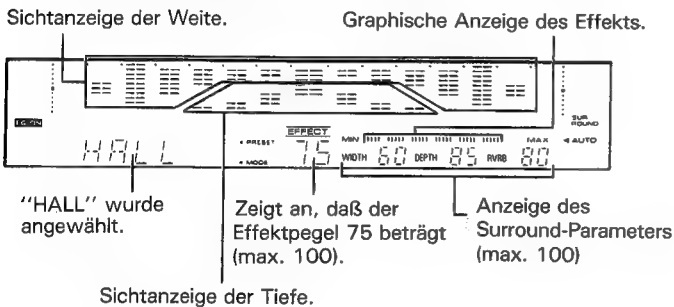 Sichtanzeige der Weite.
Graphische Anzeige des Effekts.
SUR
ROUND
EFFECT
HALL
• PRESET
• MODE
75
MIN
MAX
◄ AUTO
WIDTH 60 DEPTH 85 RVRB 80
"HALL" wurde
angewählt.
Zeigt an, daß der
Effektpegel 75 beträgt
(max. 100).
Anzeige des
Surround-Parameters
(max. 100)
Sichtanzeige der Tiefe.